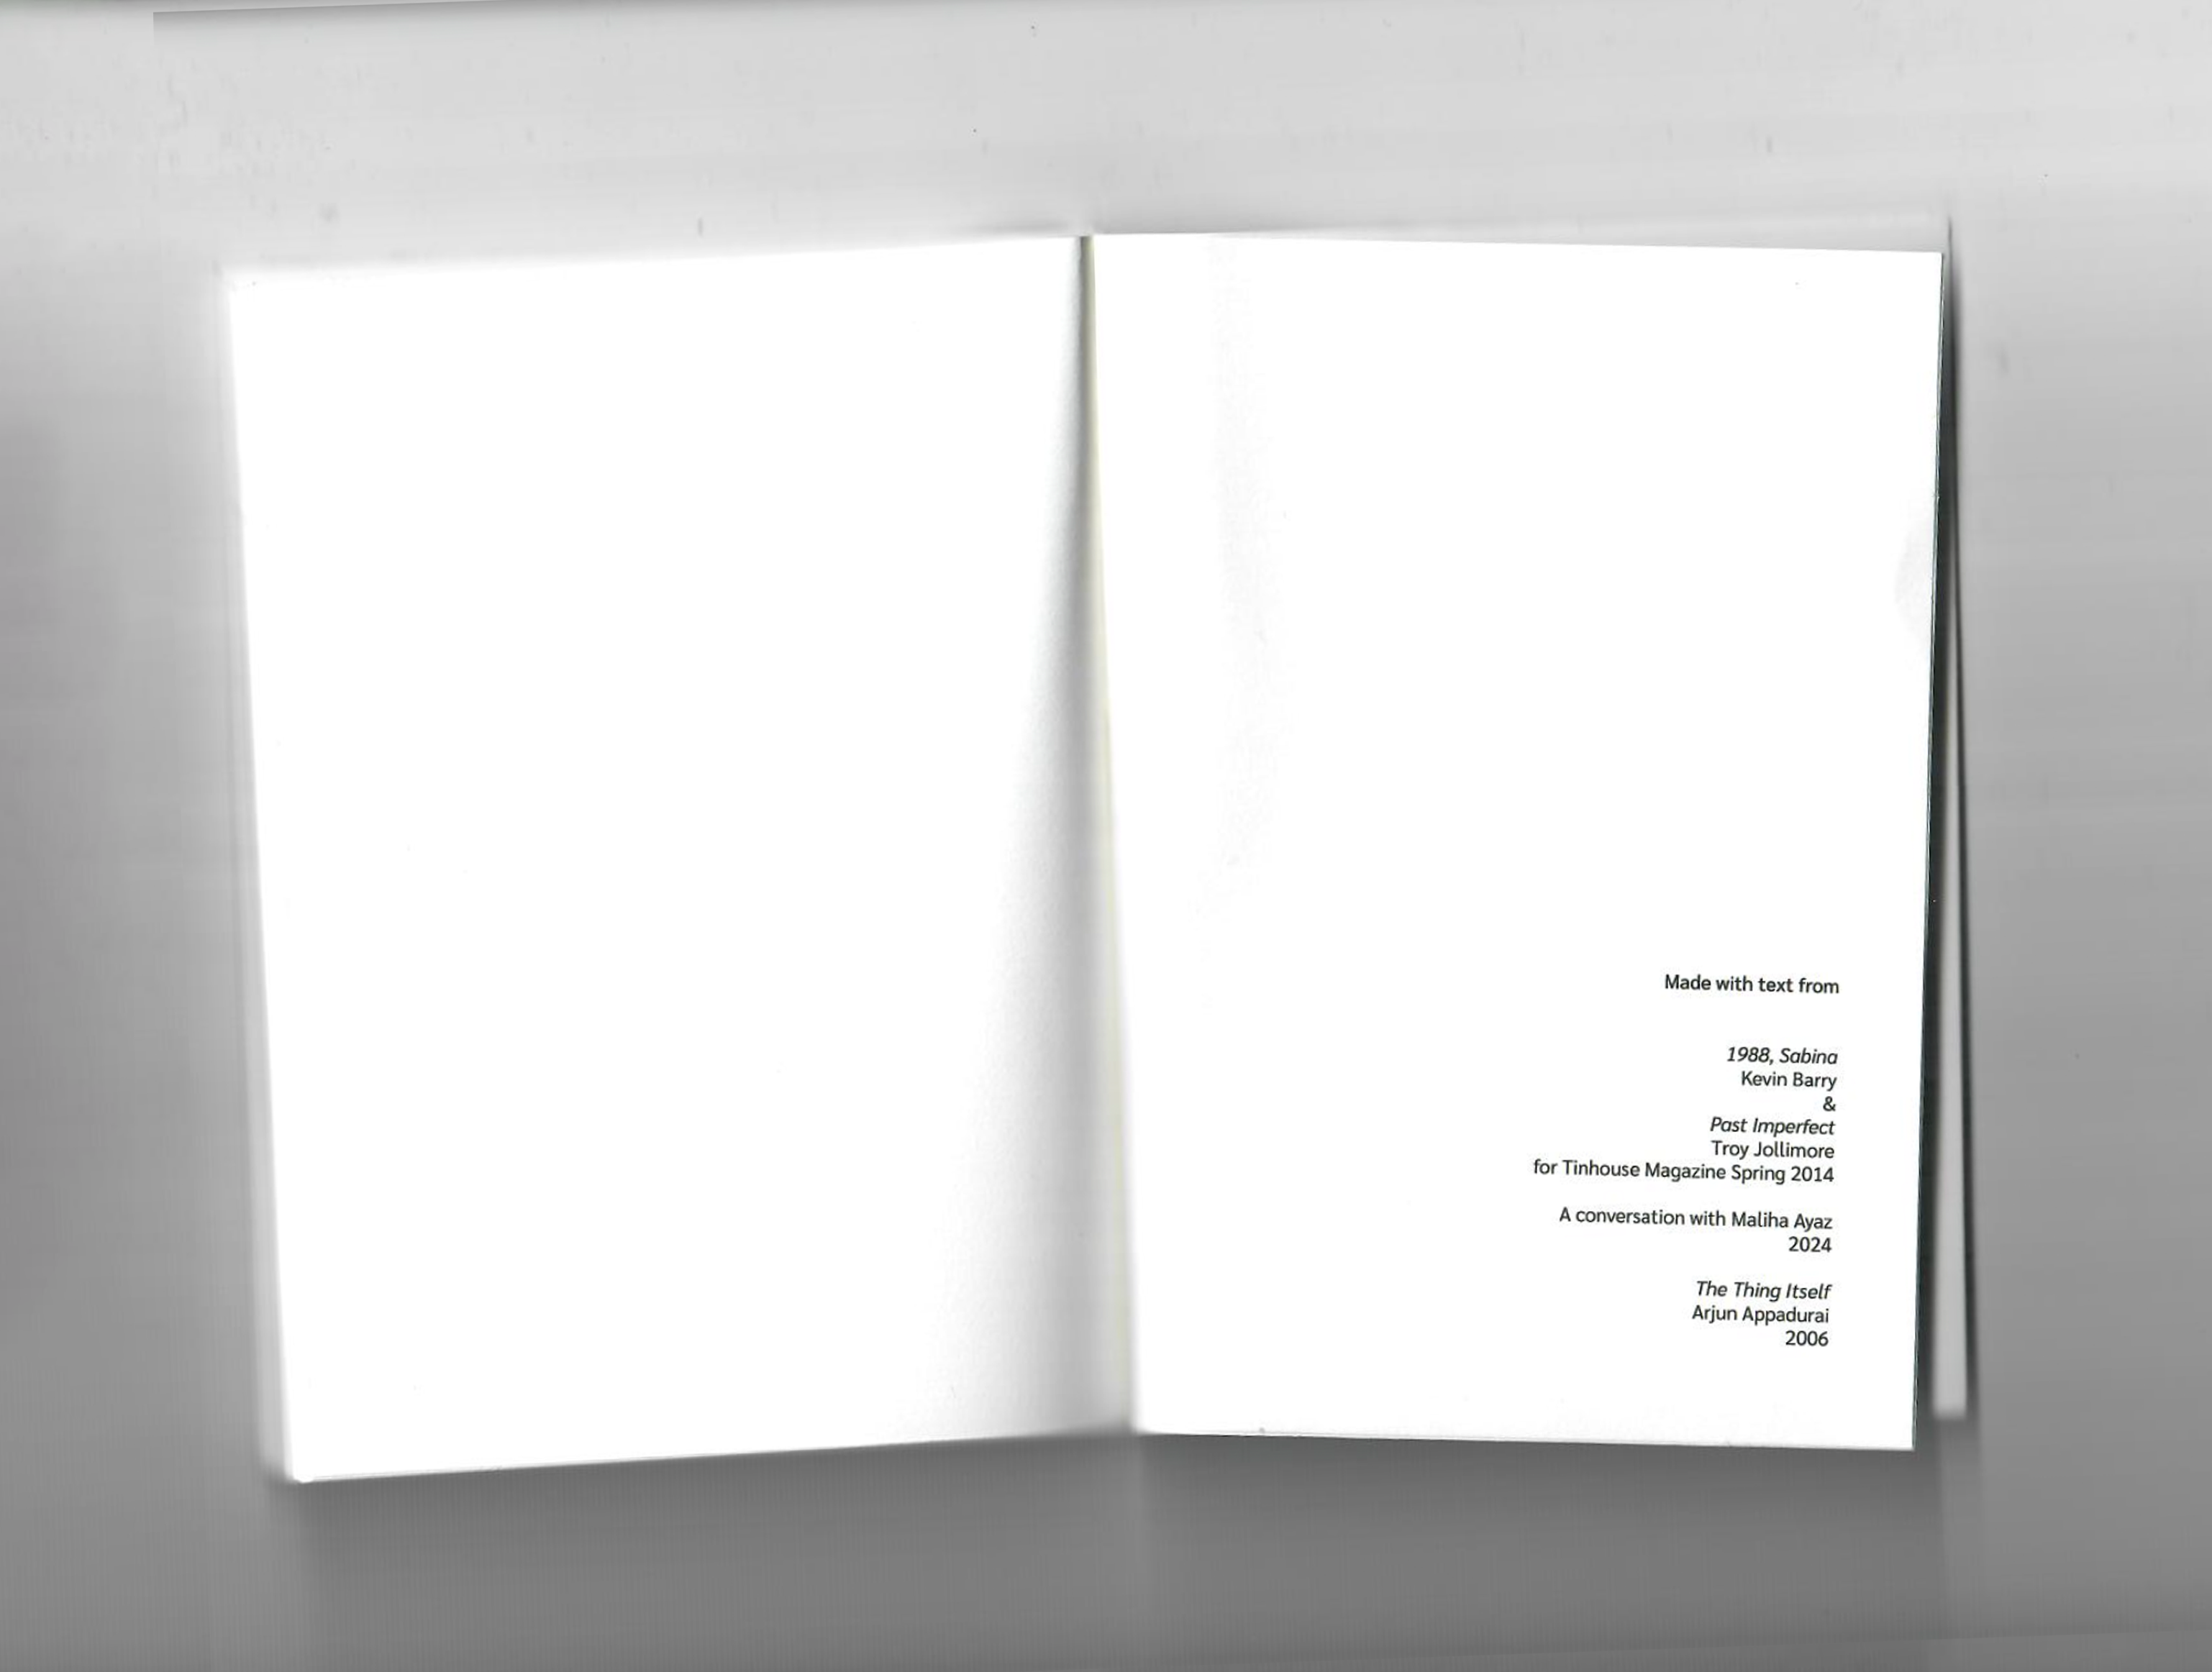 Made with text from
1988, Sabina
Kevin Barry
&
Past Imperfect
Troy Jollimore
for Tinhouse Magazine Spring 2014
A conversation with Maliha Ayaz
2024
The Thing Itself
Arjun Appadurai
2006